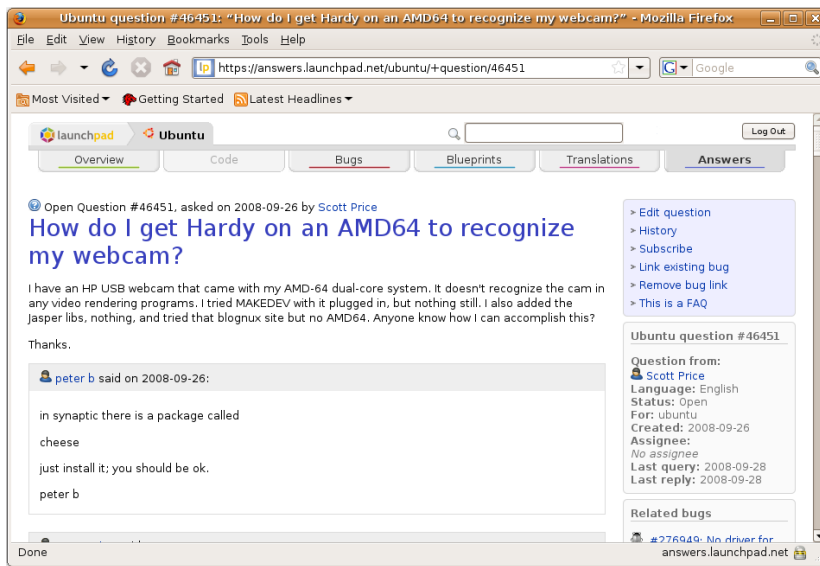 Ubuntu question #46451: “How do I get Hardy on an AMD64 to recognize my webcam?” - Mozilla Firefox
File Edit View History Bookmarks Tools Help
https://answers.launchpad.net/ubuntu/+question/46451
Google
Most Visited
Getting Started
Latest Headlines
launchpad
Ubuntu
Log Out
Overview
Code
Bugs
Blueprints
Translations
Answers
Open Question #46451, asked on 2008-09-26 by Scott Price
How do I get Hardy on an AMD64 to recognize
my webcam?
I have an HP USB webcam that came with my AMD-64 dual-core system. It doesn't recognize the cam in
any video rendering programs. I tried MAKEDEV with it plugged in, but nothing still. I also added the
Jasper libs, nothing, and tried that blognux site but no AMD64. Anyone know how I can accomplish this?
Thanks.
peter b said on 2008-09-26:
in synaptic there is a package called
cheese
just install it; you should be ok.
peter b
> Edit question
> History
> Subscribe
> Link existing bug
> Remove bug link
> This is a FAQ
Ubuntu question #46451
Question from:
Scott Price
Language: English
Status: Open
For: ubuntu
Created: 2008-09-26
Assignee:
No assignee
Last query: 2008-09-28
Last reply: 2008-09-28
Related bugs
#276949: No driver for
Done
answers.launchpad.net